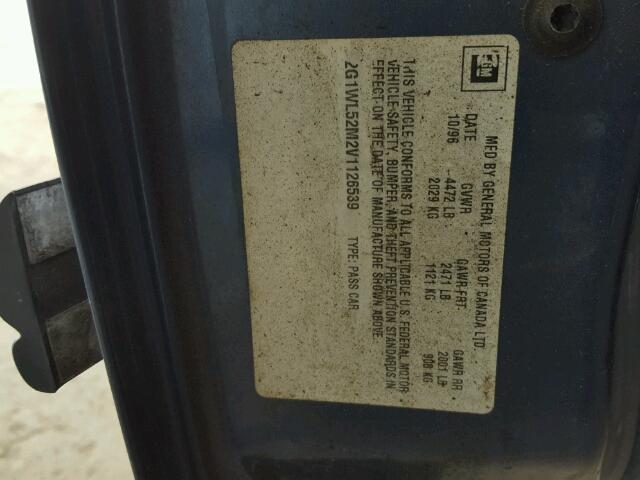 GM
MFD BY GENERAL MOTORS OF CANADA LTD.
DATE GVWR GAWR FRT GAWR RR
10/96 4472 LB 2471 LB 2001 LB
2029 KG 1121 KG 908 KG
THIS VEHICLE CONFORMS TO ALL APPLICABLE U.S. FEDERAL MOTOR
VEHICLE SAFETY, BUMPER, AND THEFT PREVENTION STANDARDS IN
EFFECT ON THE DATE OF MANUFACTURE SHOWN ABOVE.
2G1WL52M2V1126539 TYPE: PASS CAR